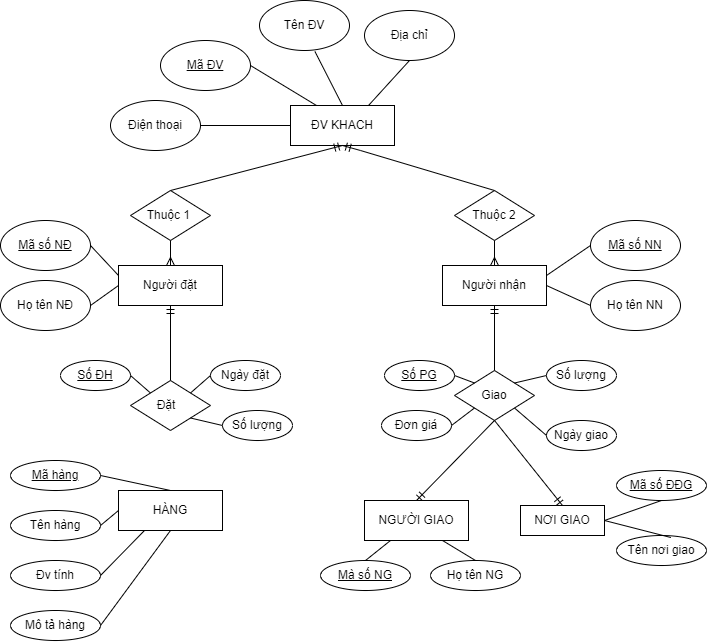 Tên ĐV
Địa chỉ
Mã ĐV
Điện thoại
ĐV KHACH
Thuộc 1
Thuộc 2
Mã số NĐ
Mã số NN
Người đặt
Người nhận
Họ tên NĐ
Họ tên NN
Số ĐH
Ngày đặt
Số PG
Số lượng
Đặt
Giao
Số lượng
Đơn giá
Ngày giao
Mã hàng
Mã số ĐĐG
HÀNG
Tên hàng
NGƯỜI GIAO
NƠI GIAO
Tên nơi giao
Đv tính
Mà số NG
Họ tên NG
Mô tả hàng